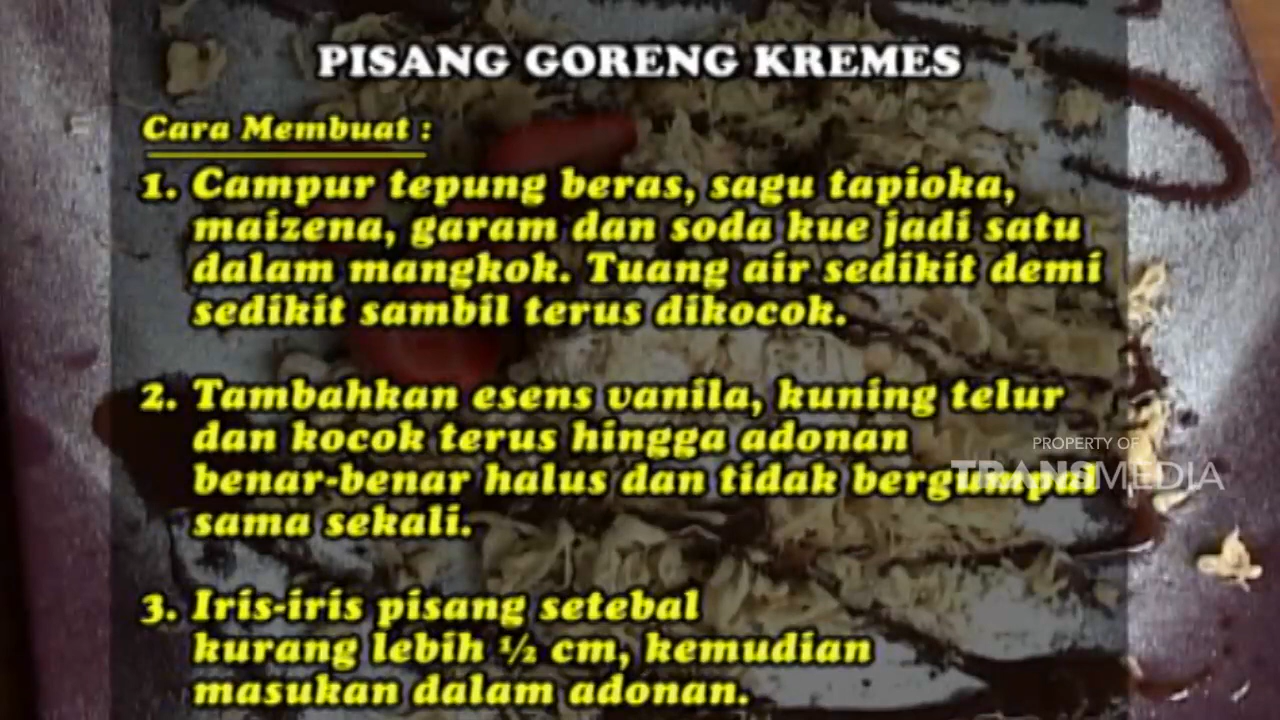 PISANG GORENG KREMES
Cara Membuat :
1. Campur tepung beras, sagu tapioka,
maizena, garam dan soda kue jadi satu
dalam mangkok. Tuang air sedikit demi
sedikit sambil terus dikocok.
2. Tambahkan esens vanila, kuning telur
dan kocok terus hingga adonan
benar-benar halus dan tidak bergumpal
sama sekali.
3. Iris-iris pisang setebal
kurang lebih ½ cm, kemudian
masukan dalam adonan.
PROPERTY OF
TRANSMEDIA